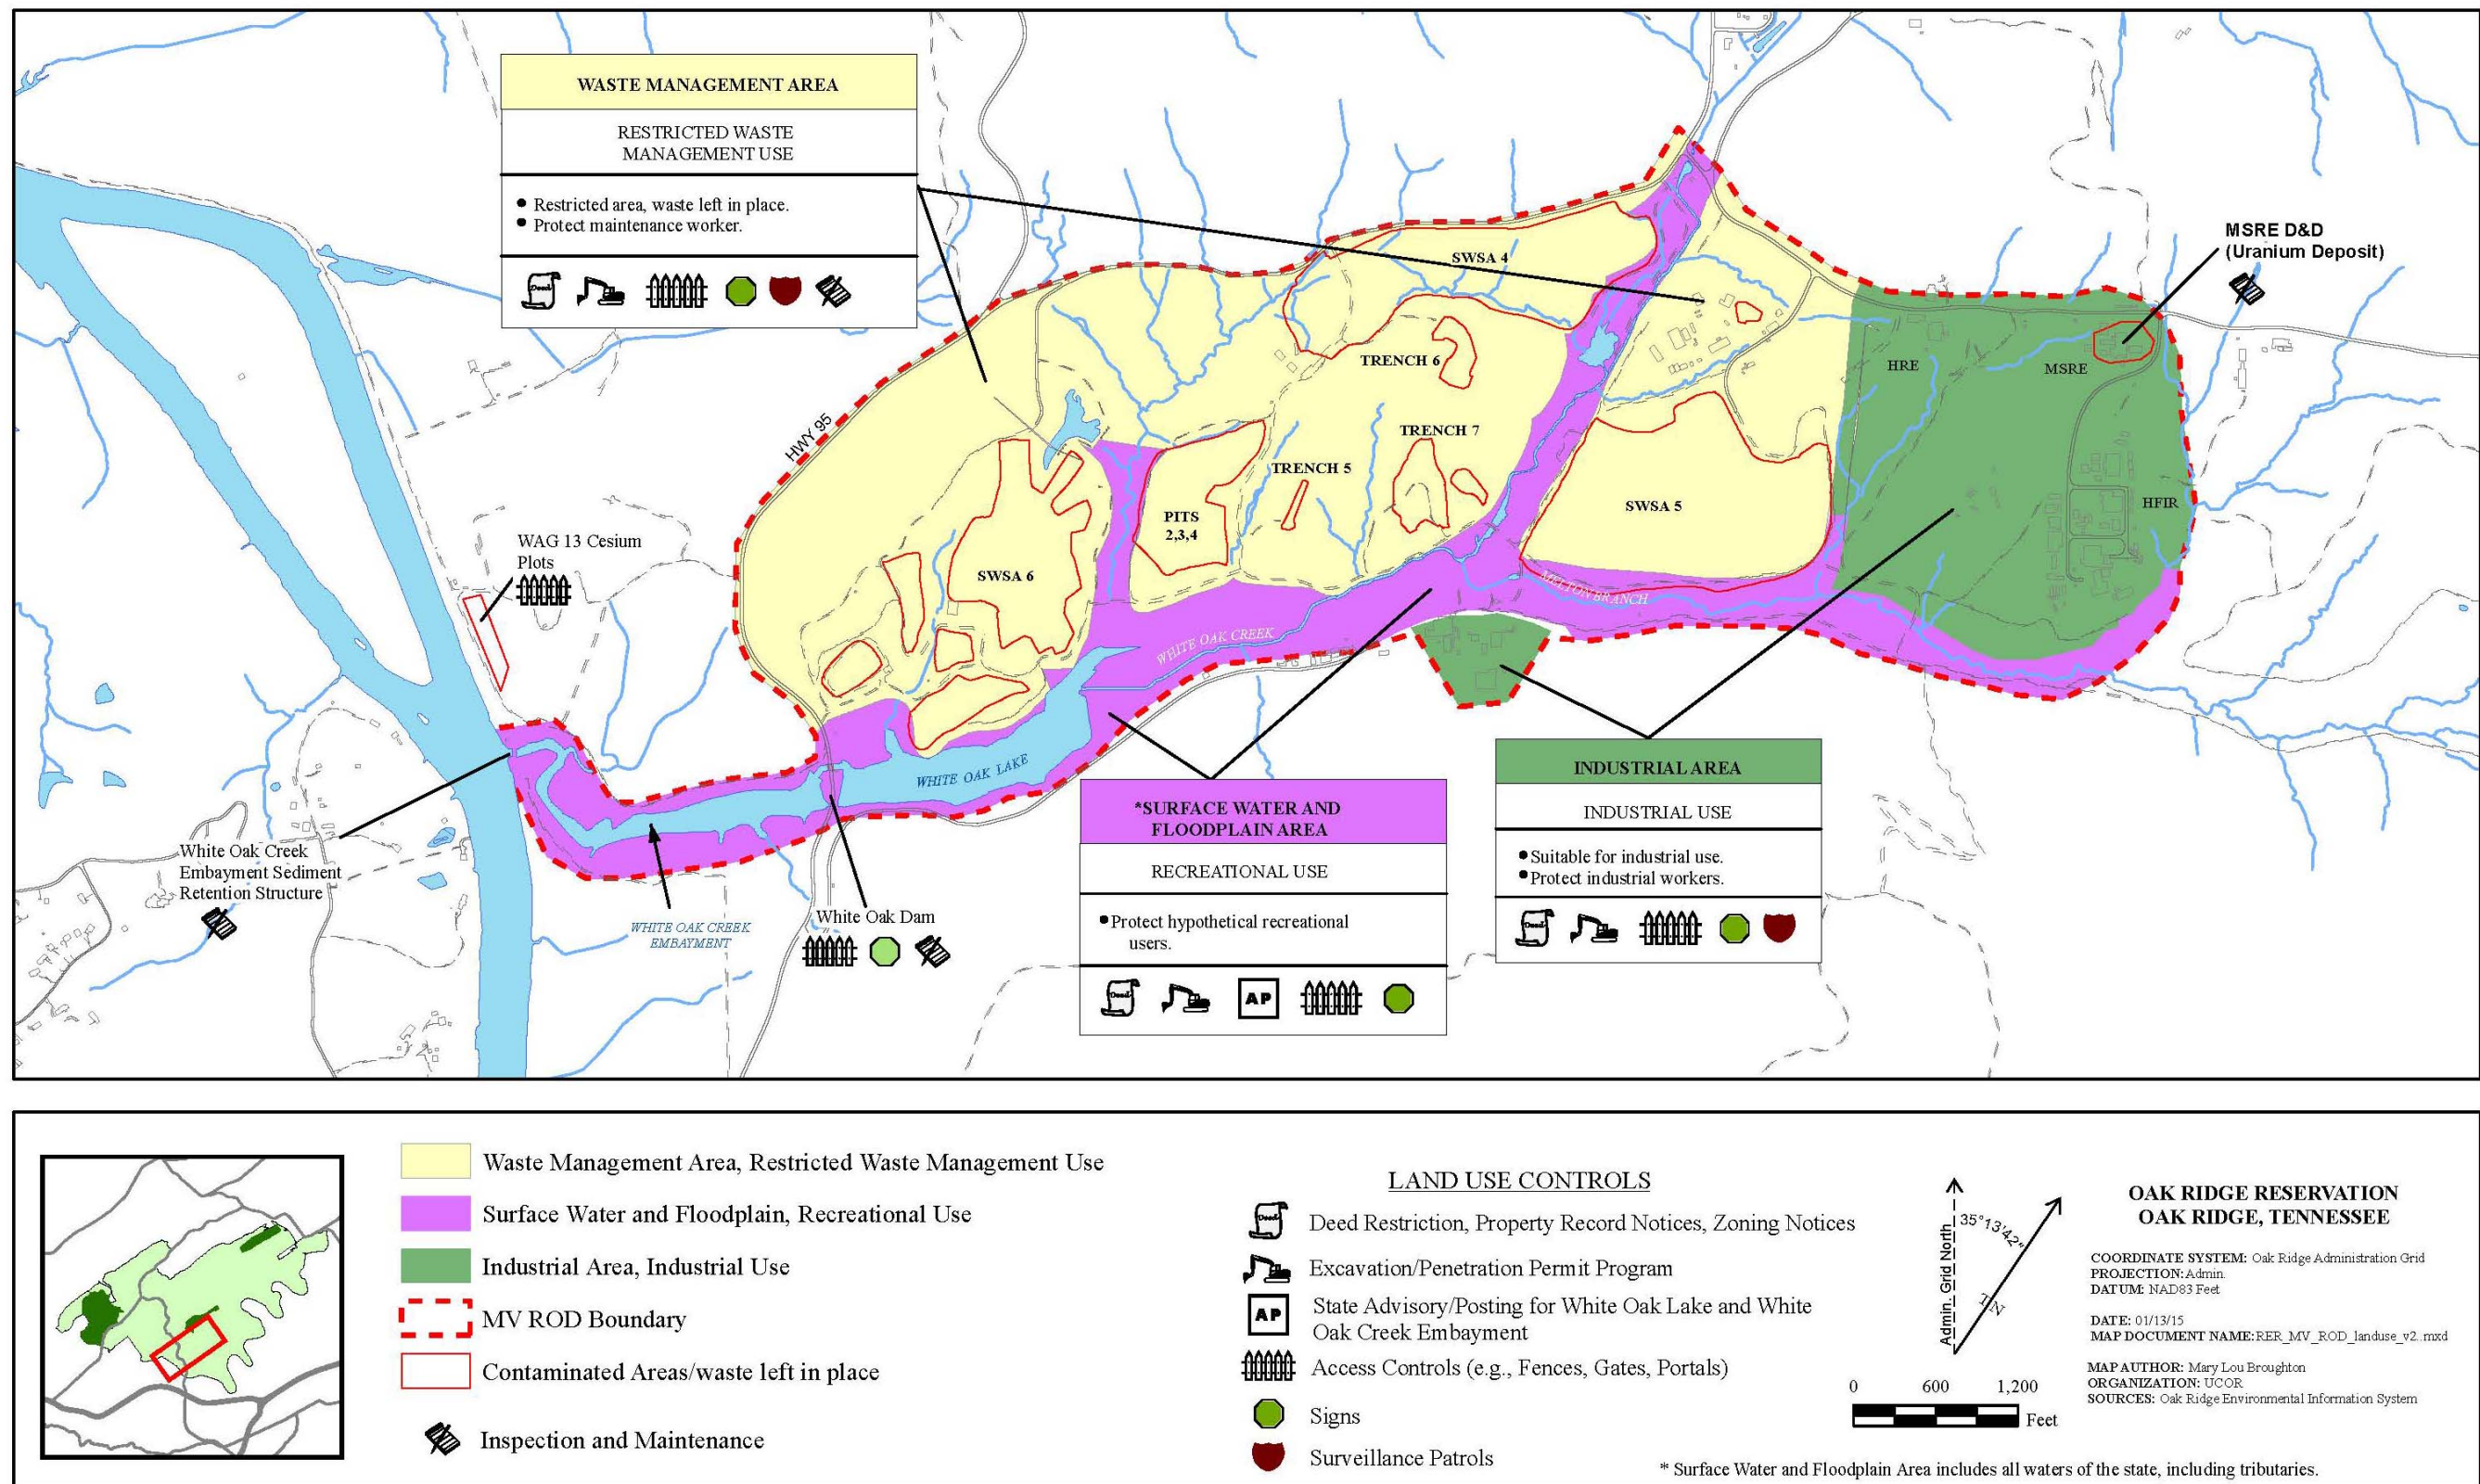 WASTE MANAGEMENT AREA
RESTRICTED WASTE
MANAGEMENT USE
• Restricted area, waste left in place.
• Protect maintenance worker.
Deed
MSRE D&D
(Uranium Deposit)
SWSA 4
TRENCH 6
HRE
MSRE
HWY 95
TRENCH 7
TRENCH 5
SWSA 5
HFIR
PITS
2,3,4
WAG 13 Cesium
Plots
SWSA 6
MELTON BRANCH
WHITE OAK CREEK
WHITE OAK LAKE
White Oak Creek
Embayment Sediment
Retention Structure
WHITE OAK CREEK
EMBAYMENT
White Oak Dam
*SURFACE WATER AND
FLOODPLAIN AREA
RECREATIONAL USE
• Protect hypothetical recreational
users.
Deed
AP
INDUSTRIAL AREA
INDUSTRIAL USE
• Suitable for industrial use.
• Protect industrial workers.
Deed
Waste Management Area, Restricted Waste Management Use
Surface Water and Floodplain, Recreational Use
Industrial Area, Industrial Use
MV ROD Boundary
Contaminated Areas/waste left in place
Inspection and Maintenance
LAND USE CONTROLS
Deed
Deed Restriction, Property Record Notices, Zoning Notices
Excavation/Penetration Permit Program
AP
State Advisory/Posting for White Oak Lake and White
Oak Creek Embayment
Access Controls (e.g., Fences, Gates, Portals)
Signs
Surveillance Patrols
Admin. Grid North
35°13'42"
TN
0 600 1,200
Feet
OAK RIDGE RESERVATION
OAK RIDGE, TENNESSEE
COORDINATE SYSTEM: Oak Ridge Administration Grid
PROJECTION: Admin.
DATUM: NAD83 Feet
DATE: 01/13/15
MAP DOCUMENT NAME: RER_MV_ROD_landuse_v2..mxd
MAP AUTHOR: Mary Lou Broughton
ORGANIZATION: UCOR
SOURCES: Oak Ridge Environmental Information System
* Surface Water and Floodplain Area includes all waters of the state, including tributaries.